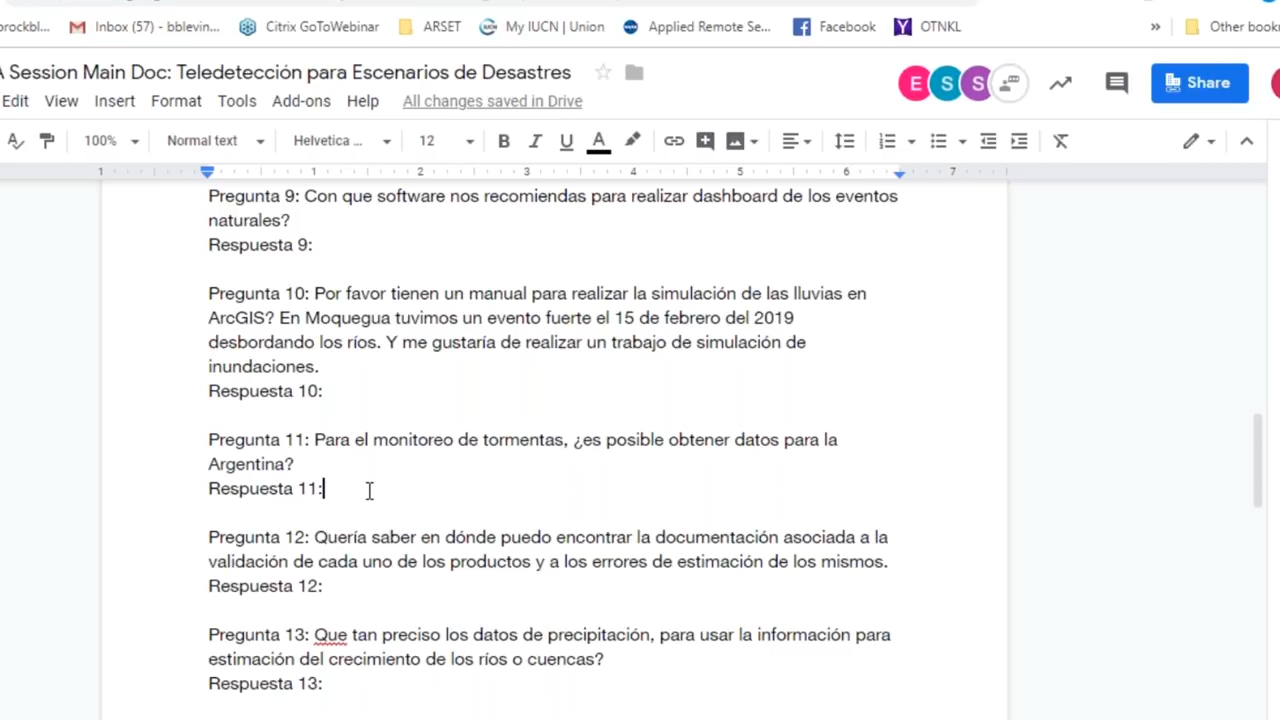 rockbl...
Inbox (57) - bblevin...
Citrix GoToWebinar
ARSET
My IUCN | Union
Applied Remote Se...
Facebook
OTNKL
»
Other book
A Session Main Doc: Teledetección para Escenarios de Desastres
E S S
Share
Edit View Insert Format Tools Add-ons Help All changes saved in Drive
100% Normal text Helvetica ... 12 B I U A
1 1 2 3 4 5 6 7
Pregunta 9: Con que software nos recomiendas para realizar dashboard de los eventos
naturales?
Respuesta 9:
Pregunta 10: Por favor tienen un manual para realizar la simulación de las lluvias en
ArcGIS? En Moquegua tuvimos un evento fuerte el 15 de febrero del 2019
desbordando los ríos. Y me gustaría de realizar un trabajo de simulación de
inundaciones.
Respuesta 10:
Pregunta 11: Para el monitoreo de tormentas, ¿es posible obtener datos para la
Argentina?
Respuesta 11:
Pregunta 12: Quería saber en dónde puedo encontrar la documentación asociada a la
validación de cada uno de los productos y a los errores de estimación de los mismos.
Respuesta 12:
Pregunta 13: Que tan preciso los datos de precipitación, para usar la información para
estimación del crecimiento de los ríos o cuencas?
Respuesta 13: